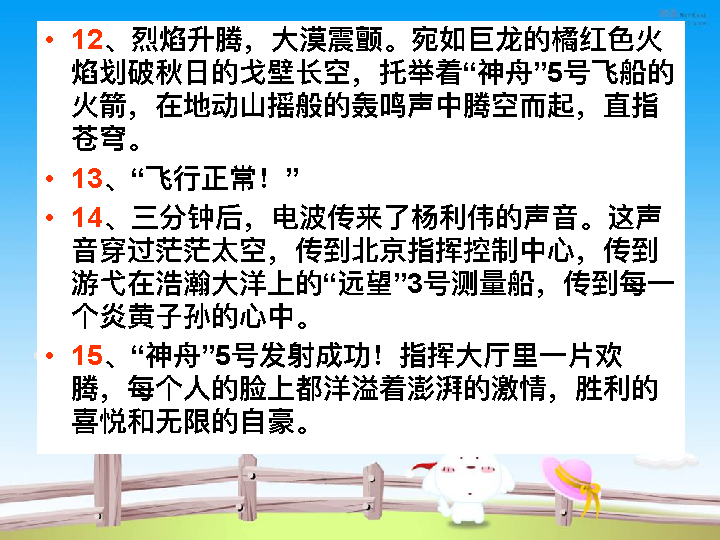 • 12、烈焰升腾，大漠震颤。宛如巨龙的橘红色火
焰划破秋日的戈壁长空，托举着“神舟”5号飞船的
火箭，在地动山摇般的轰鸣声中腾空而起，直指
苍穹。
• 13、“飞行正常！”
• 14、三分钟后，电波传来了杨利伟的声音。这声
音穿过茫茫太空，传到北京指挥控制中心，传到
游弋在浩瀚大洋上的“远望”3号测量船，传到每一
个炎黄子孙的心中。
• 15、“神舟”5号发射成功！指挥大厅里一片欢
腾，每个人的脸上都洋溢着澎湃的激情，胜利的
喜悦和无限的自豪。